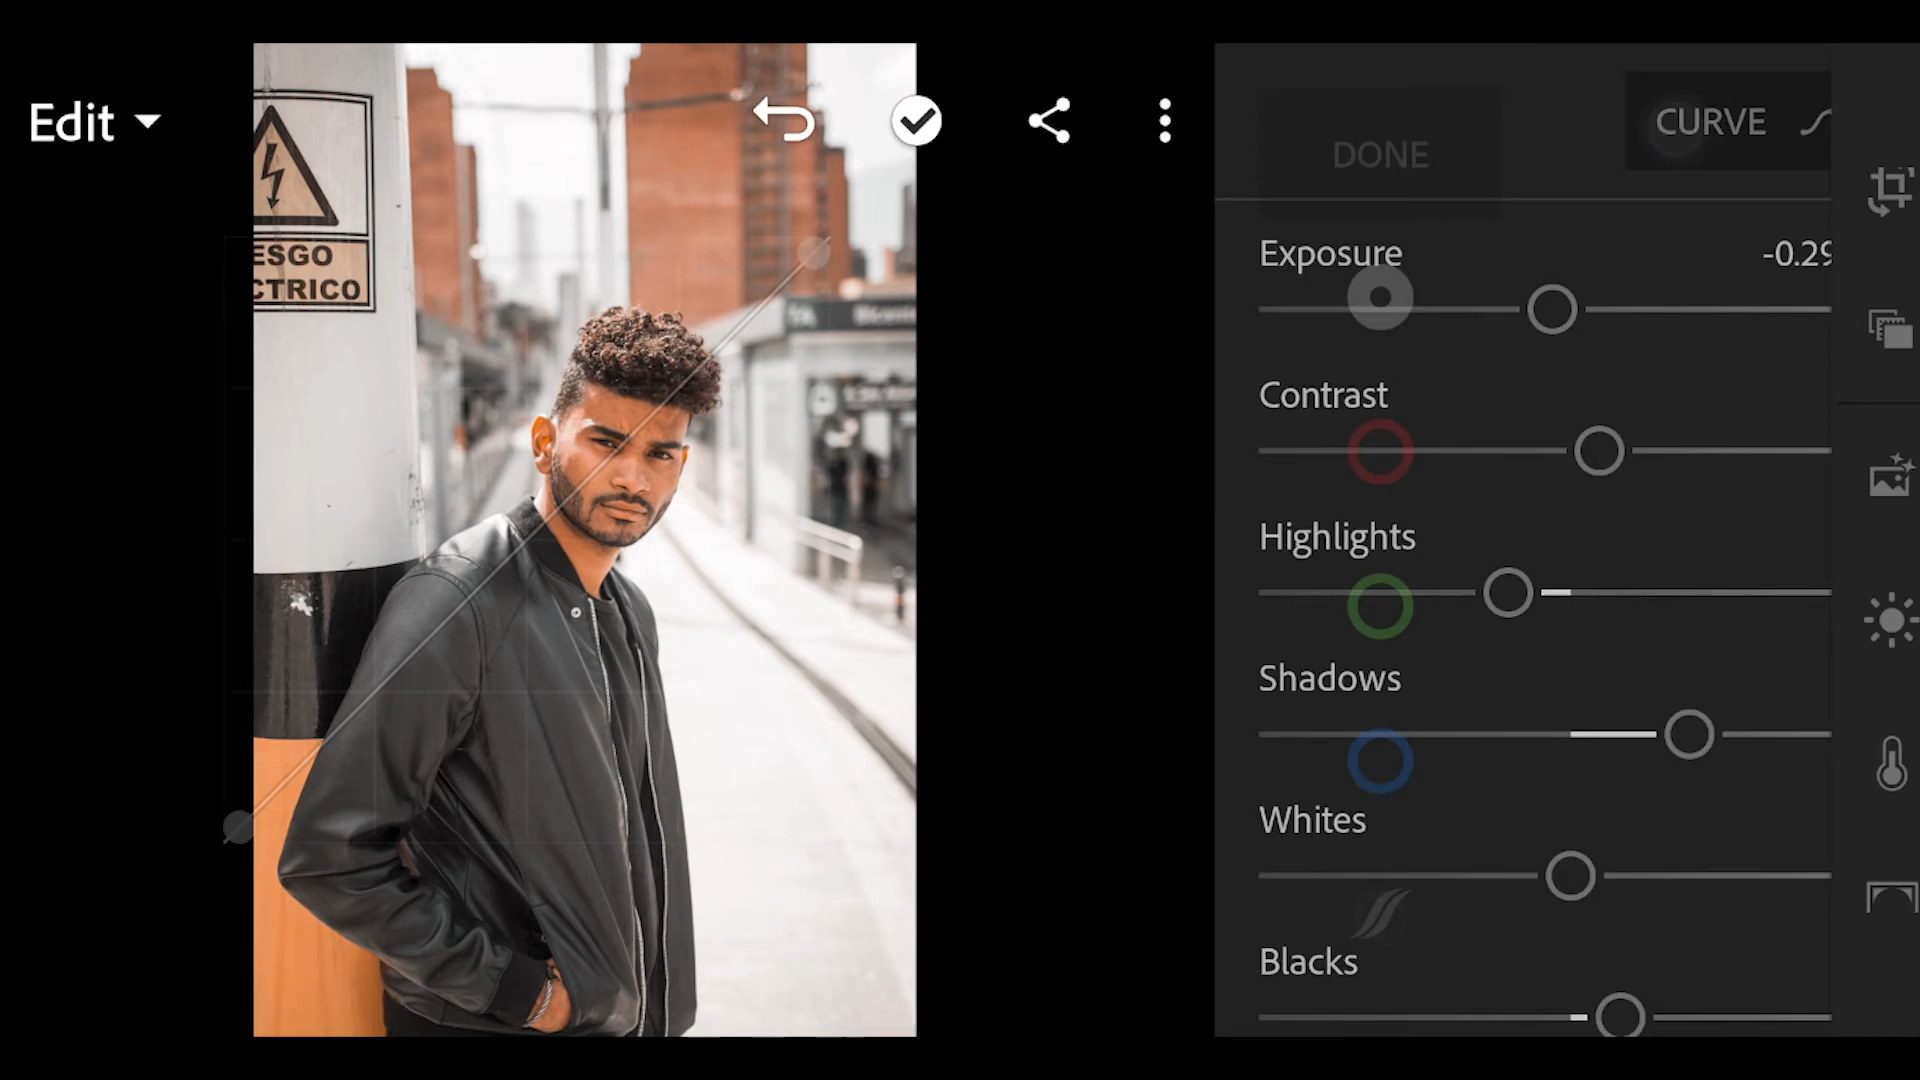 Edit
ESGO
CTRICO
DONE
CURVE
Exposure
-0.29
Contrast
Highlights
Shadows
Whites
Blacks